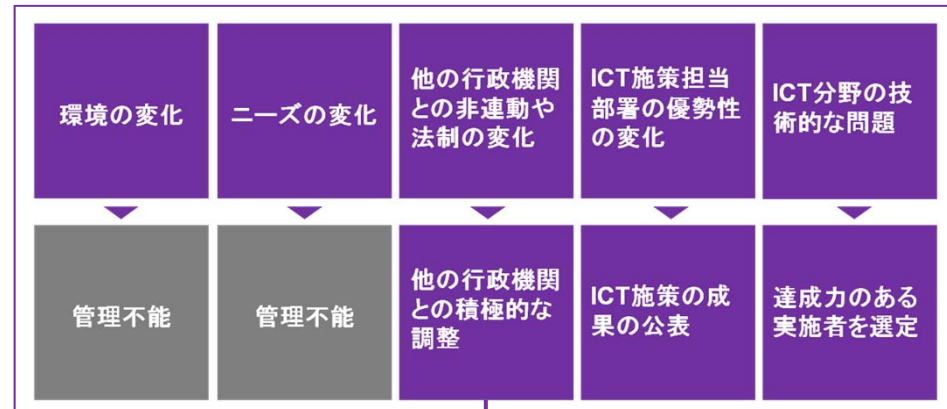 環境の変化
ニーズの変化
他の行政機関
との非連動や
法制の変化
ICT施策担当
部署の優勢性
の変化
ICT分野の技
術的な問題
管理不能
管理不能
他の行政機関
との積極的な
調整
ICT施策の成
果の公表
達成力のある
実施者を選定